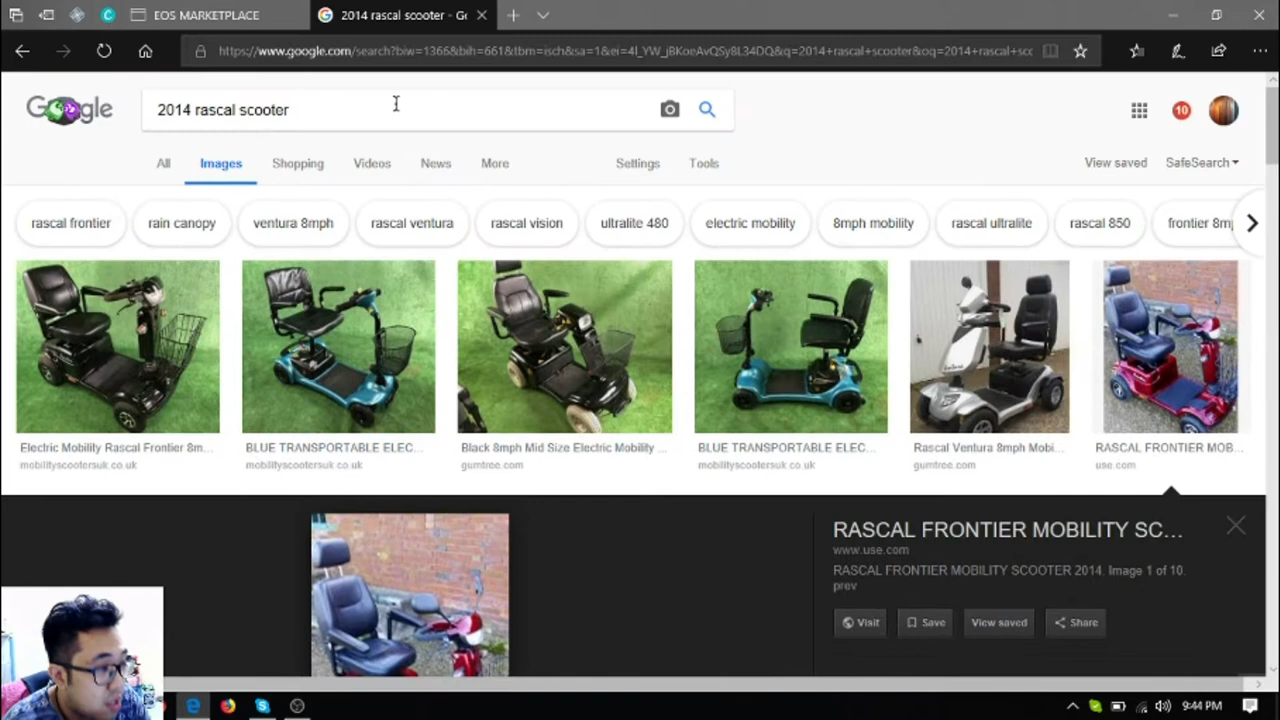 EOS MARKETPLACE
2014 rascal scooter - Go
https://www.google.com/search?biw=1366&bih=661&tbm=isch&sa=1&ei=4l_YW_j8KoeAvQSy8L34DQ&q=2014+rascal+scooter&oq=2014+rascal+sco
Google
2014 rascal scooter
10
All Images Shopping Videos News More Settings Tools View saved SafeSearch
rascal frontier rain canopy ventura 8mph rascal ventura rascal vision ultralite 480 electric mobility 8mph mobility rascal ultralite rascal 850 frontier 8m
Electric Mobility Rascal Frontier 8m... BLUE TRANSPORTABLE ELEC... Black 8mph Mid Size Electric Mobility ... BLUE TRANSPORTABLE ELEC... Rascal Ventura 8mph Mobi... RASCAL FRONTIER MOB...
mobilityscootersuk.co.uk mobilityscootersuk.co.uk gumtree.com mobilityscootersuk.co.uk gumtree.com use.com
RASCAL FRONTIER MOBILITY SC...
www.use.com
RASCAL FRONTIER MOBILITY SCOOTER 2014. Image 1 of 10.
prev
Visit Save View saved Share
9:44 PM